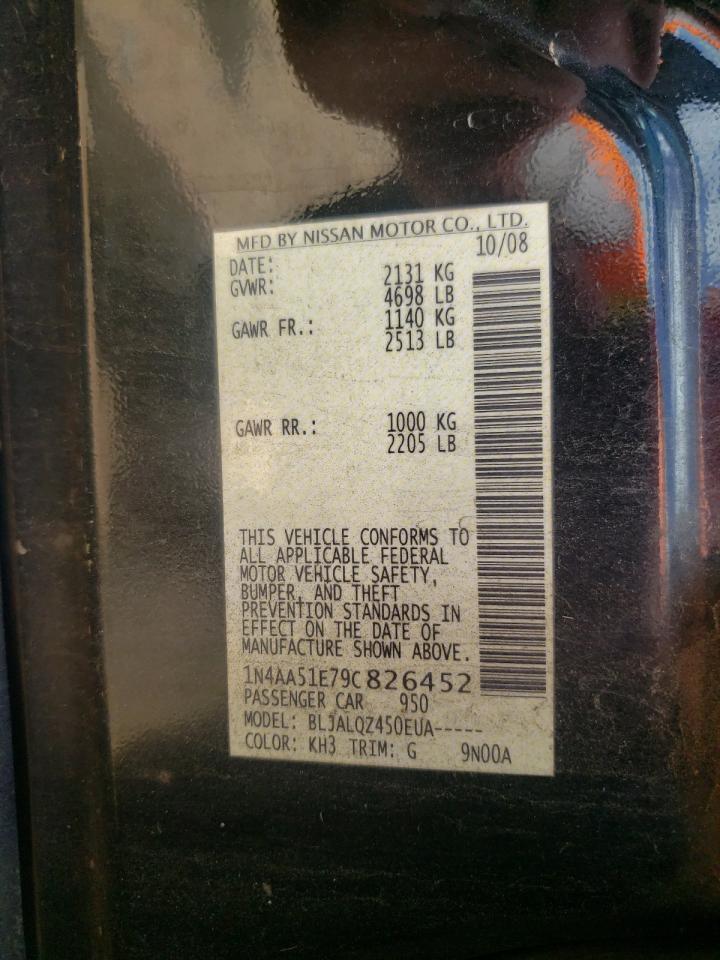 MFD BY NISSAN MOTOR CO., LTD.
DATE: 10/08
GVWR: 2131 KG
4698 LB
GAWR FR.: 1140 KG
2513 LB
GAWR RR.: 1000 KG
2205 LB
THIS VEHICLE CONFORMS TO
ALL APPLICABLE FEDERAL
MOTOR VEHICLE SAFETY,
BUMPER, AND THEFT
PREVENTION STANDARDS IN
EFFECT ON THE DATE OF
MANUFACTURE SHOWN ABOVE.
1N4AA51E79C826452
PASSENGER CAR 950
MODEL: BLJALQZ450EUA-----
COLOR: KH3 TRIM: G 9N00A